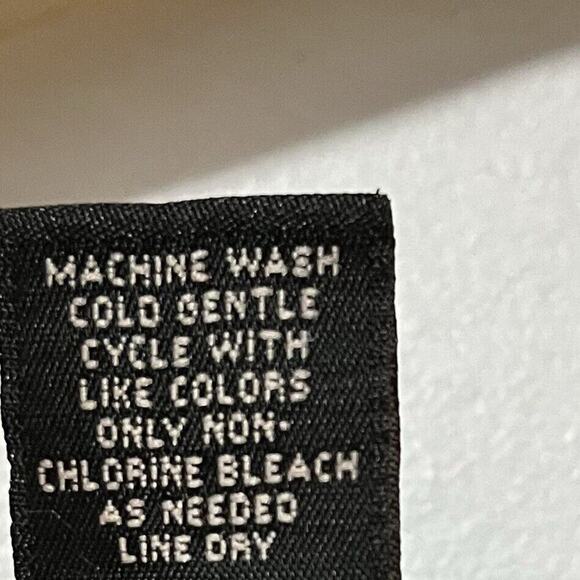 MACHINE WASH
COLD GENTLE
CYCLE WITH
LIKE COLORS
ONLY NON-
CHLORINE BLEACH
AS NEEDED
LINE DRY